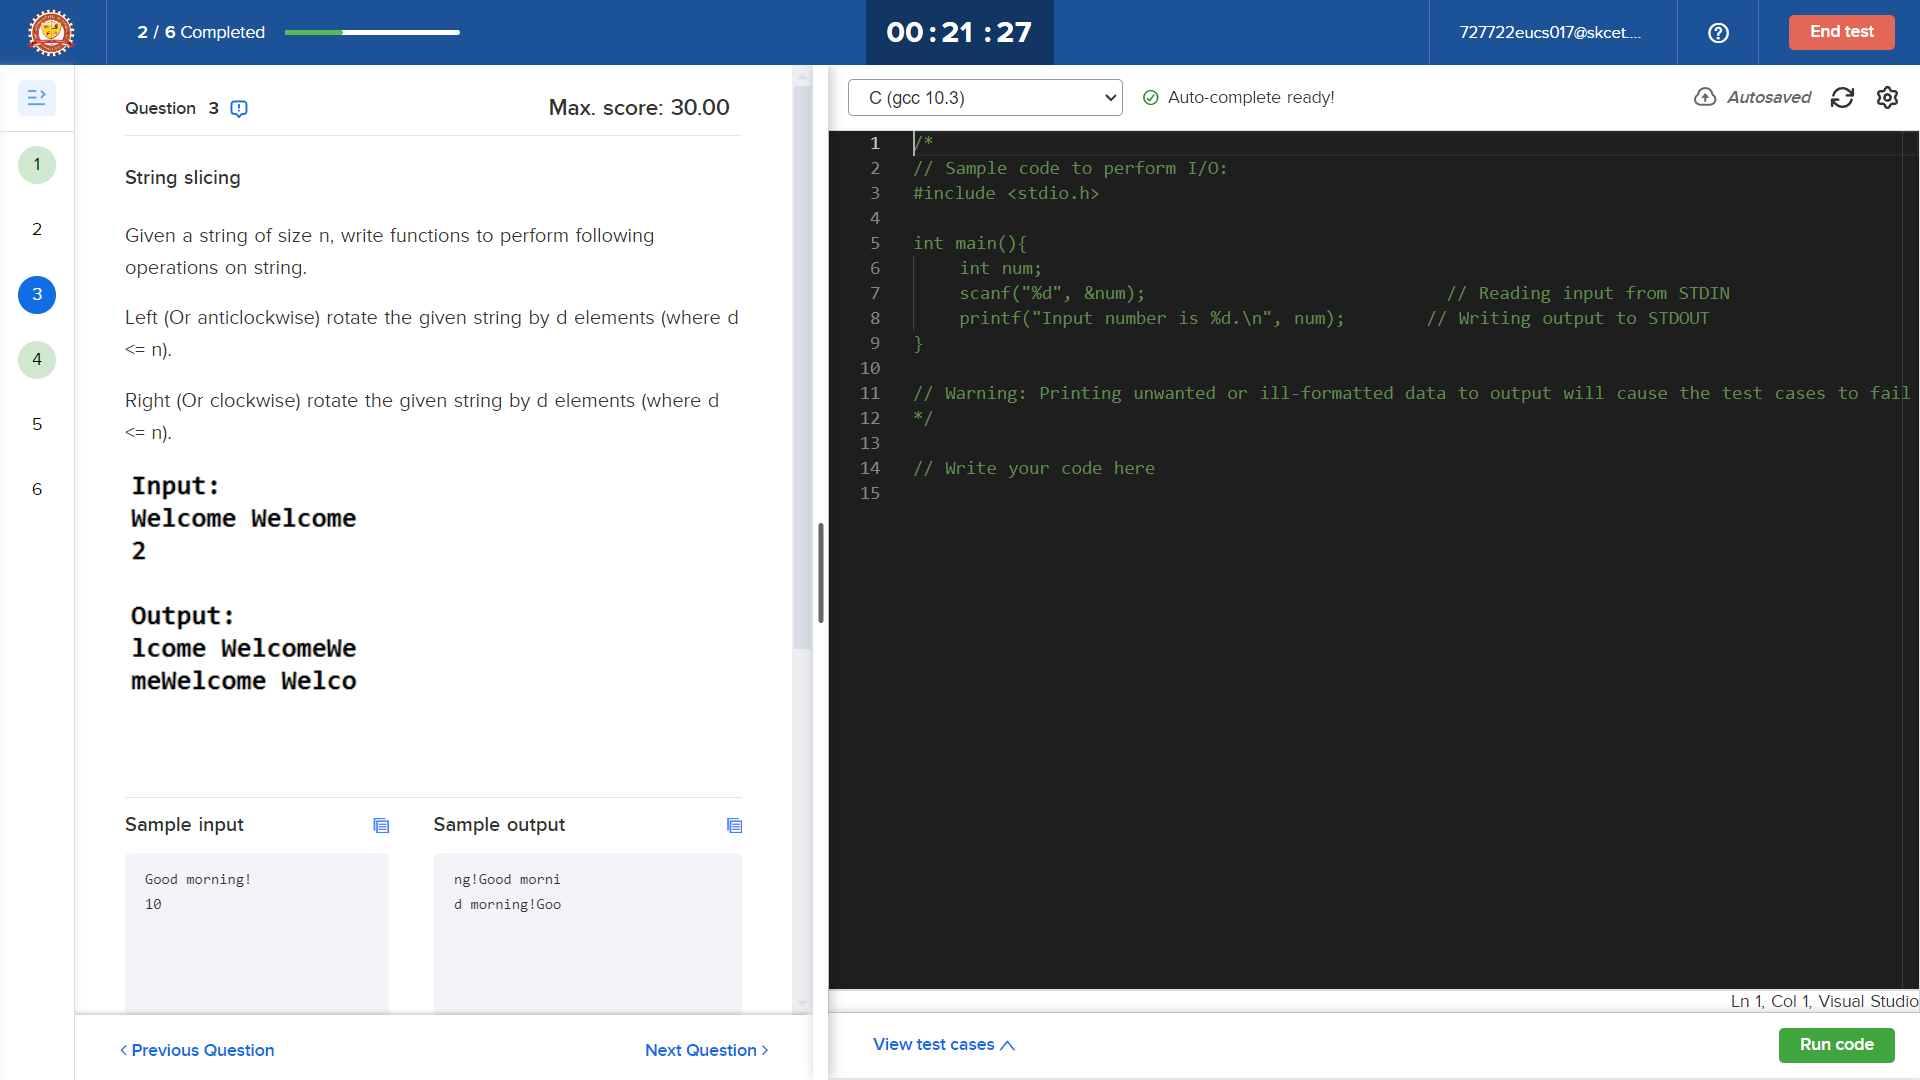 2 / 6 Completed
00 : 21 : 27
727722eucs017@skcet....
End test
1
2
3
4
5
6
Question 3
Max. score: 30.00
String slicing
Given a string of size n, write functions to perform following
operations on string.
Left (Or anticlockwise) rotate the given string by d elements (where d
<= n).
Right (Or clockwise) rotate the given string by d elements (where d
<= n).
Input:
Welcome Welcome
2
Output:
lcome WelcomeWe
meWelcome Welco
Sample input
Good morning!
10
Sample output
ng!Good morni
d morning!Goo
Previous Question
Next Question
C (gcc 10.3)
Auto-complete ready!
Autosaved
1 /*
2 // Sample code to perform I/O:
3 #include <stdio.h>
4
5 int main(){
6 int num;
7 scanf("%d", &num); // Reading input from STDIN
8 printf("Input number is %d.\n", num); // Writing output to STDOUT
9 }
10
11 // Warning: Printing unwanted or ill-formatted data to output will cause the test cases to fail
12 */
13
14 // Write your code here
15
Ln 1, Col 1, Visual Studio
View test cases
Run code